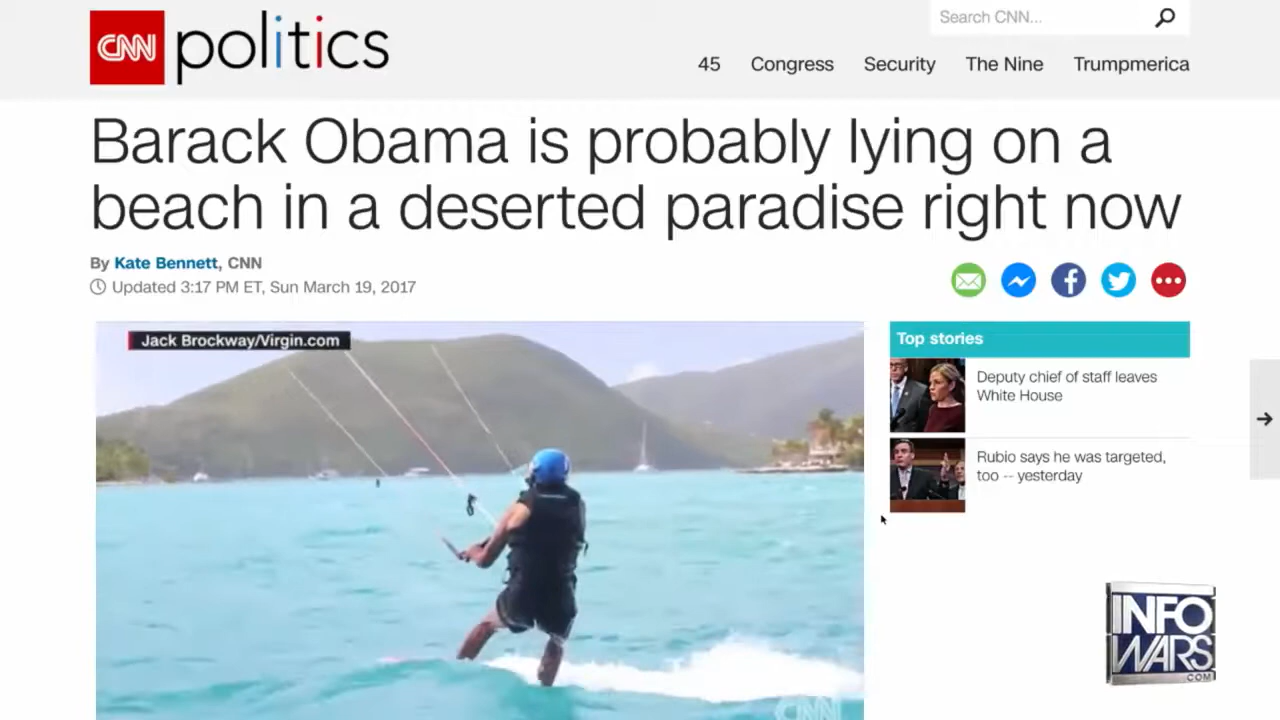 CNN politics
Search CNN...
45 Congress Security The Nine Trumpmerica
Barack Obama is probably lying on a
beach in a deserted paradise right now
By Kate Bennett, CNN
Updated 3:17 PM ET, Sun March 19, 2017
Jack Brockway/Virgin.com
Top stories
Deputy chief of staff leaves
White House
Rubio says he was targeted,
too -- yesterday
CNN
INFO
WARS
.COM